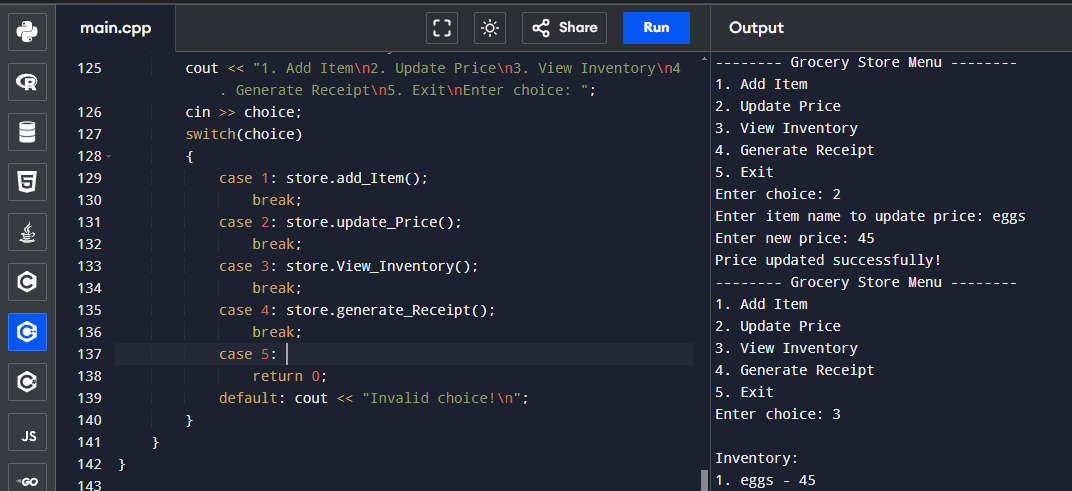 main.cpp
Share
Run
Output
125 cout << "1. Add Item\n2. Update Price\n3. View Inventory\n4
. Generate Receipt\n5. Exit\nEnter choice: ";
126 cin >> choice;
127 switch(choice)
128 {
129 case 1: store.add_Item();
130 break;
131 case 2: store.update_Price();
132 break;
133 case 3: store.View_Inventory();
134 break;
135 case 4: store.generate_Receipt();
136 break;
137 case 5:
138 return 0;
139 default: cout << "Invalid choice!\n";
140 }
141 }
142 }
143
-------- Grocery Store Menu --------
1. Add Item
2. Update Price
3. View Inventory
4. Generate Receipt
5. Exit
Enter choice: 2
Enter item name to update price: eggs
Enter new price: 45
Price updated successfully!
-------- Grocery Store Menu --------
1. Add Item
2. Update Price
3. View Inventory
4. Generate Receipt
5. Exit
Enter choice: 3
Inventory:
1. eggs - 45
R
5
C
C
C
JS
GO